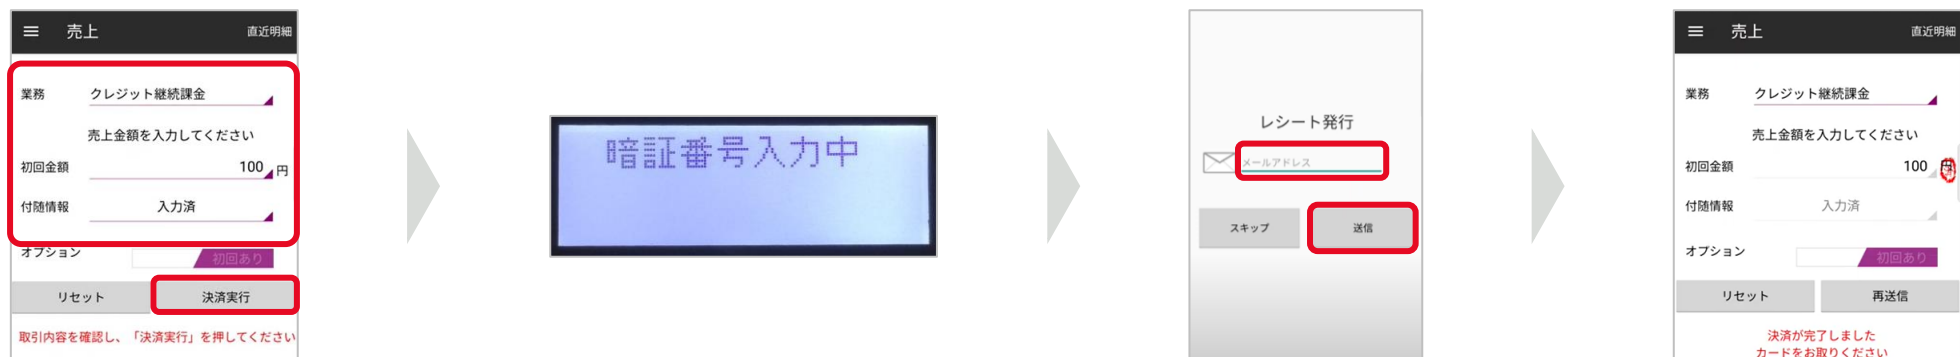 売上 直近明細
業務 クレジット継続課金
売上金額を入力してください
初回金額 100 円
付随情報 入力済
オプション 初回あり
リセット 決済実行
取引内容を確認し、「決済実行」を押してください
暗証番号入力中
レシート発行
メールアドレス
スキップ 送信
売上 直近明細
業務 クレジット継続課金
売上金額を入力してください
初回金額 100 円
付随情報 入力済
オプション 初回あり
リセット 再送信
決済が完了しました
カードをお取りください